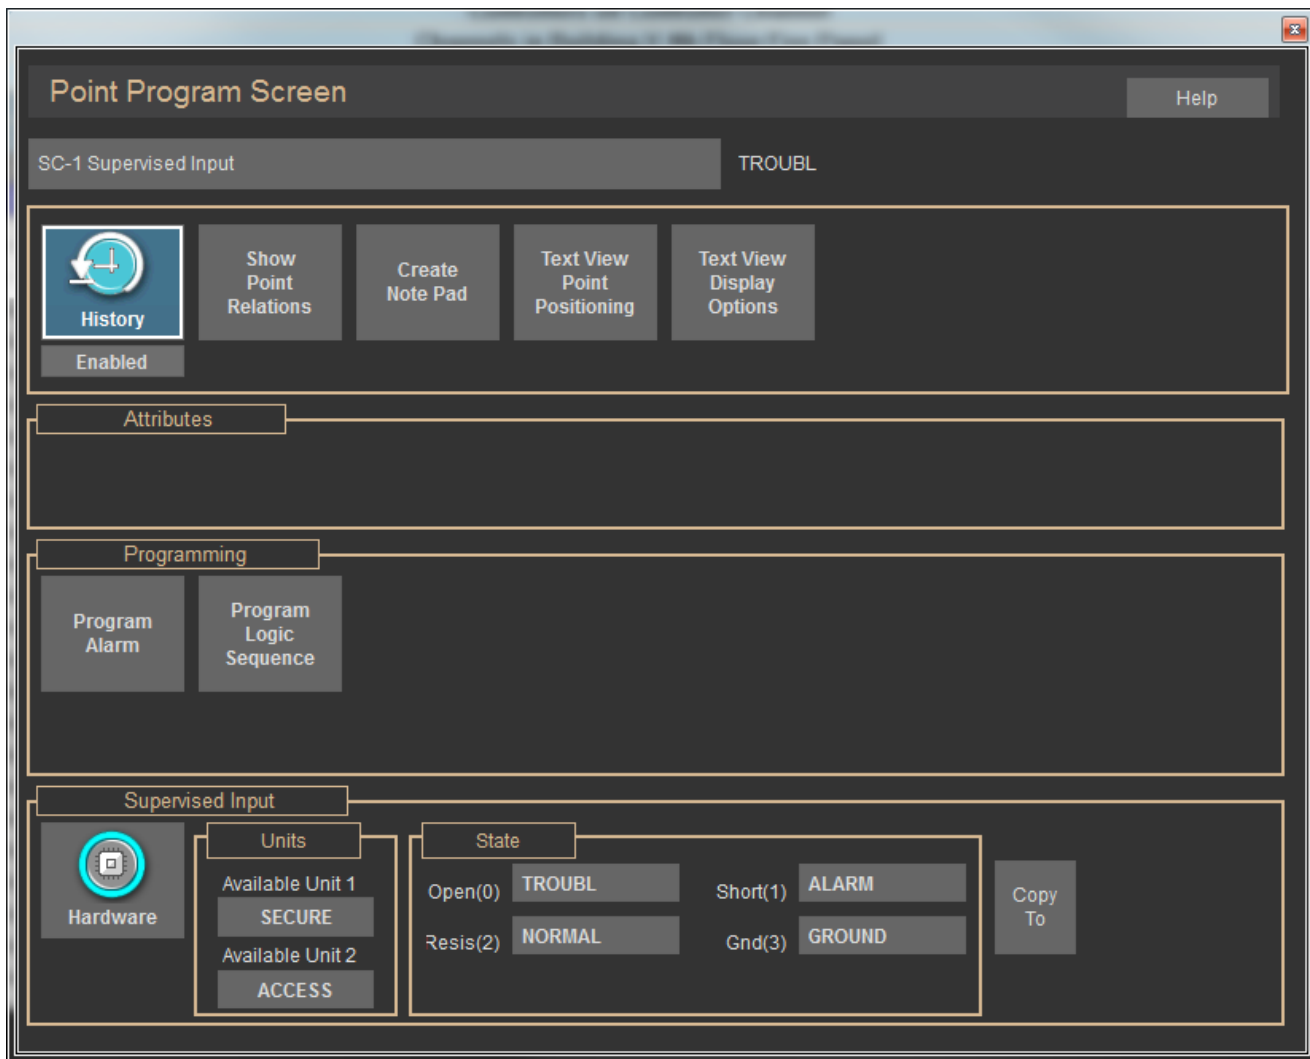 Point Program Screen
Help
SC-1 Supervised Input
TROUBL
History
Enabled
Show
Point
Relations
Create
Note Pad
Text View
Point
Positioning
Text View
Display
Options
Attributes
Programming
Program
Alarm
Program
Logic
Sequence
Supervised Input
Hardware
Units
Available Unit 1
SECURE
Available Unit 2
ACCESS
State
Open(0) TROUBL Short(1) ALARM
Resis(2) NORMAL Gnd(3) GROUND
Copy
To